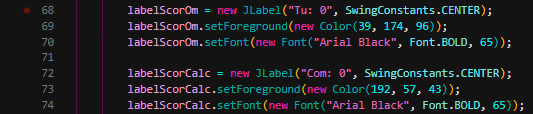 68 labelScorOm = new JLabel("Tu: 0", SwingConstants.CENTER);
69 labelScorOm.setForeground(new Color(39, 174, 96));
70 labelScorOm.setFont(new Font("Arial Black", Font.BOLD, 65));
71
72 labelScorCalc = new JLabel("Com: 0", SwingConstants.CENTER);
73 labelScorCalc.setForeground(new Color(192, 57, 43));
74 labelScorCalc.setFont(new Font("Arial Black", Font.BOLD, 65));